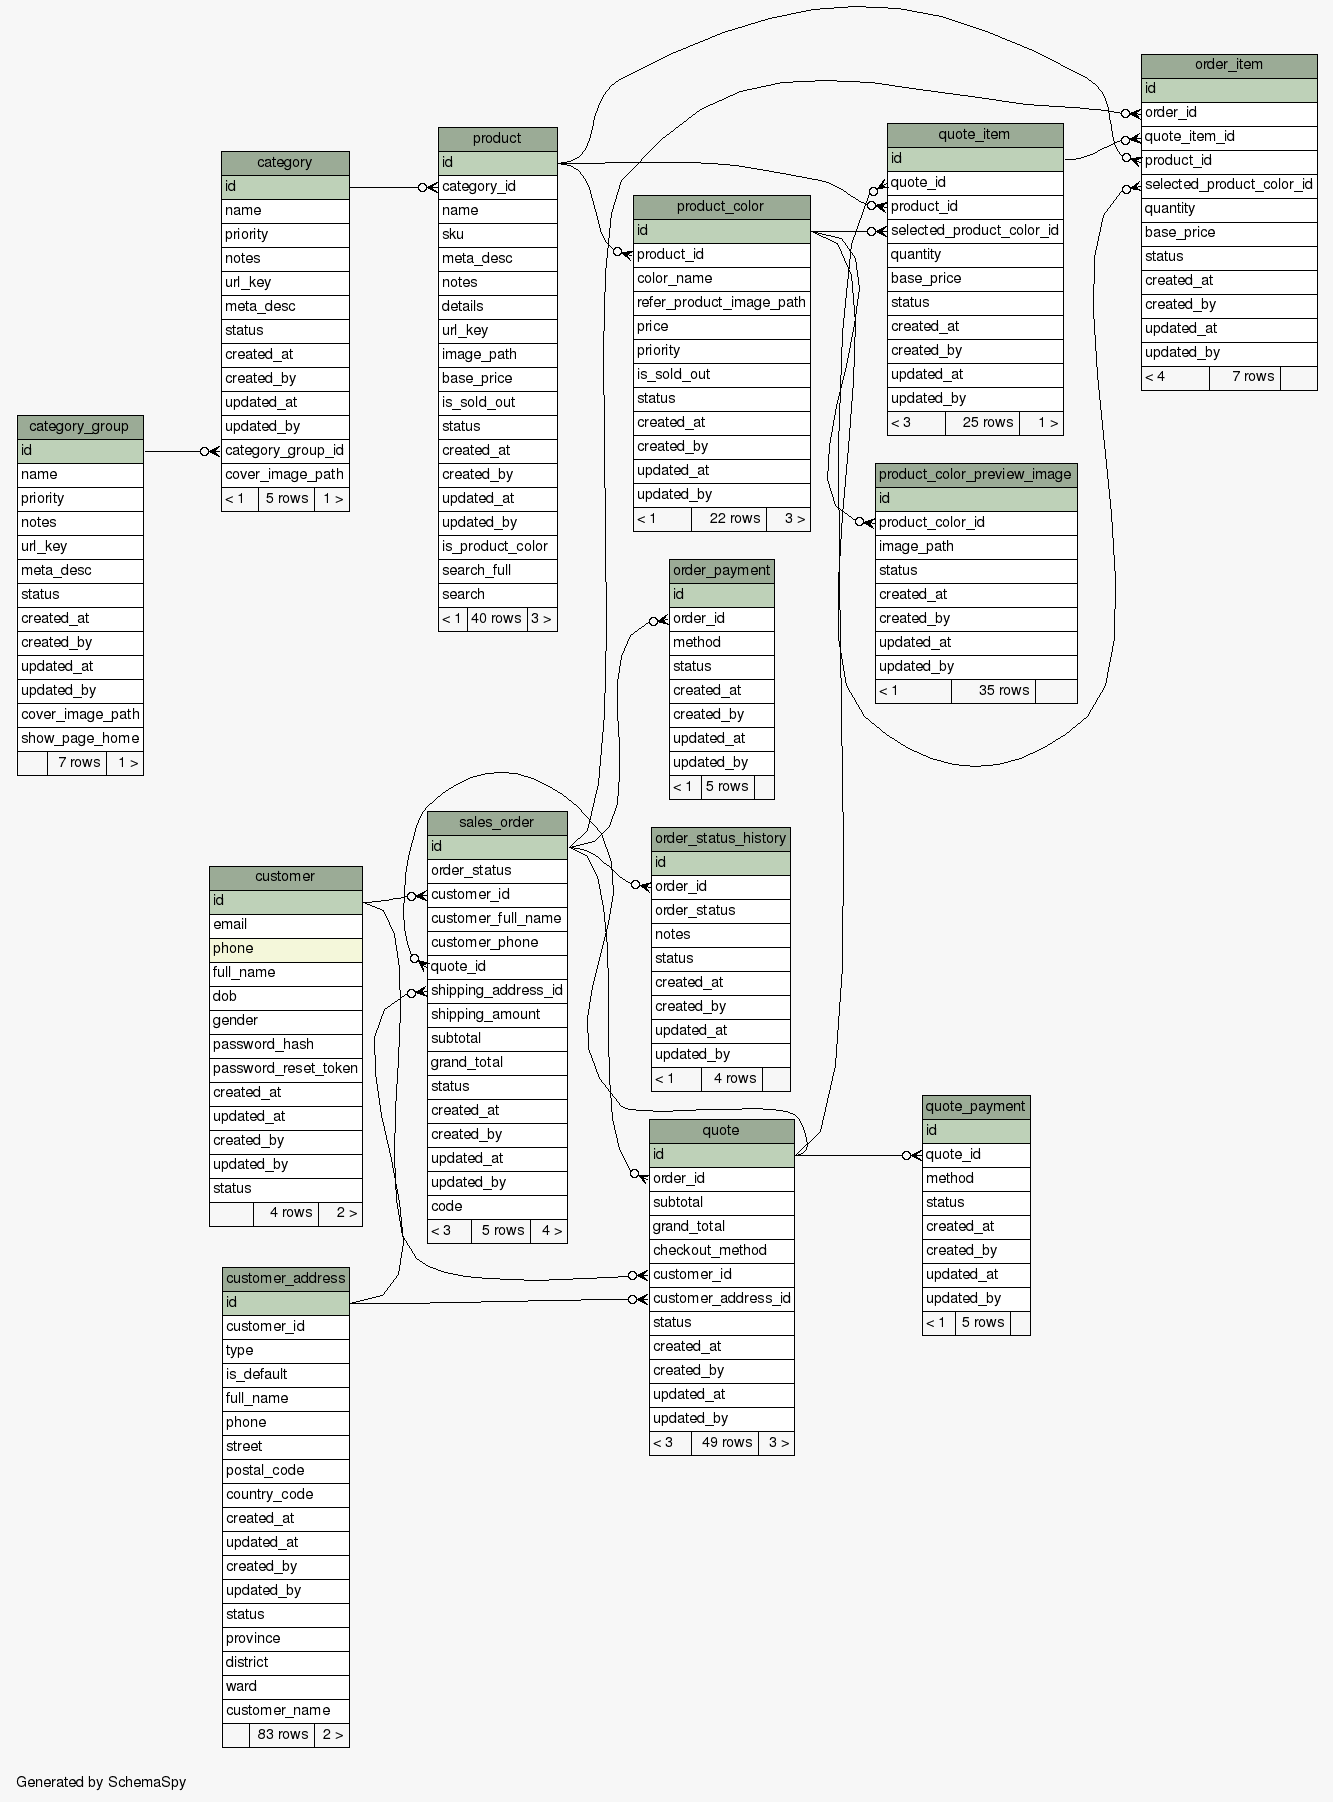 category_group
id
name
priority
notes
url_key
meta_desc
status
created_at
created_by
updated_at
updated_by
cover_image_path
show_page_home
7 rows 1 >
category
id
name
priority
notes
url_key
meta_desc
status
created_at
created_by
updated_at
updated_by
category_group_id
cover_image_path
< 1 5 rows 1 >
product
id
category_id
name
sku
meta_desc
notes
details
url_key
image_path
base_price
is_sold_out
status
created_at
created_by
updated_at
updated_by
is_product_color
search_full
search
< 1 40 rows 3 >
product_color
id
product_id
color_name
refer_product_image_path
price
priority
is_sold_out
status
created_at
created_by
updated_at
updated_by
< 1 22 rows 3 >
quote_item
id
quote_id
product_id
selected_product_color_id
quantity
base_price
status
created_at
created_by
updated_at
updated_by
< 3 25 rows 1 >
order_item
id
order_id
quote_item_id
product_id
selected_product_color_id
quantity
base_price
status
created_at
created_by
updated_at
updated_by
< 4 7 rows
product_color_preview_image
id
product_color_id
image_path
status
created_at
created_by
updated_at
updated_by
< 1 35 rows
order_payment
id
order_id
method
status
created_at
created_by
updated_at
updated_by
< 1 5 rows
customer
id
email
phone
full_name
dob
gender
password_hash
password_reset_token
created_at
updated_at
created_by
updated_by
status
4 rows 2 >
sales_order
id
order_status
customer_id
customer_full_name
customer_phone
quote_id
shipping_address_id
shipping_amount
subtotal
grand_total
status
created_at
created_by
updated_at
updated_by
code
< 3 5 rows 4 >
order_status_history
id
order_id
order_status
notes
status
created_at
created_by
updated_at
updated_by
< 1 4 rows
quote
id
order_id
subtotal
grand_total
checkout_method
customer_id
customer_address_id
status
created_at
created_by
updated_at
updated_by
< 3 49 rows 3 >
quote_payment
id
quote_id
method
status
created_at
created_by
updated_at
updated_by
< 1 5 rows
customer_address
id
customer_id
type
is_default
full_name
phone
street
postal_code
country_code
created_at
updated_at
created_by
updated_by
status
province
district
ward
customer_name
83 rows 2 >
Generated by SchemaSpy